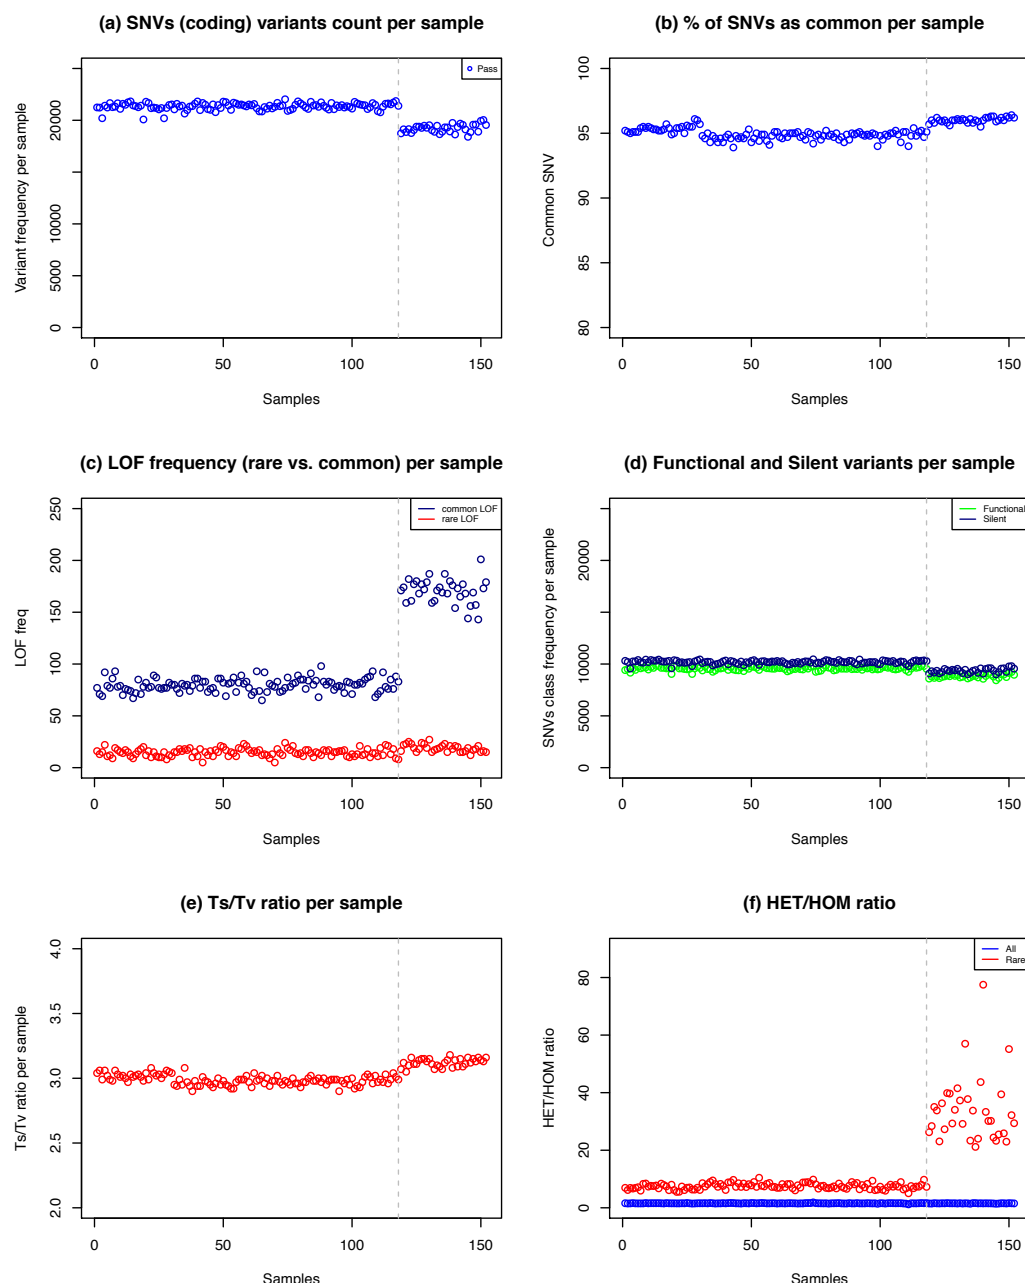 (a) SNVs (coding) variants count per sample
Pass
Variant frequency per sample
0 5000 10000 20000
0 50 100 150
Samples
(b) % of SNVs as common per sample
Common SNV
80 85 90 95 100
0 50 100 150
Samples
(c) LOF frequency (rare vs. common) per sample
common LOF
rare LOF
LOF freq
0 50 100 150 200 250
0 50 100 150
Samples
(d) Functional and Silent variants per sample
Functional
Silent
SNVs class frequency per sample
0 5000 10000 20000
0 50 100 150
Samples
(e) Ts/Tv ratio per sample
Ts/Tv ratio per sample
2.0 2.5 3.0 3.5 4.0
0 50 100 150
Samples
(f) HET/HOM ratio
All
Rare
HET/HOM ratio
0 20 40 60 80
0 50 100 150
Samples